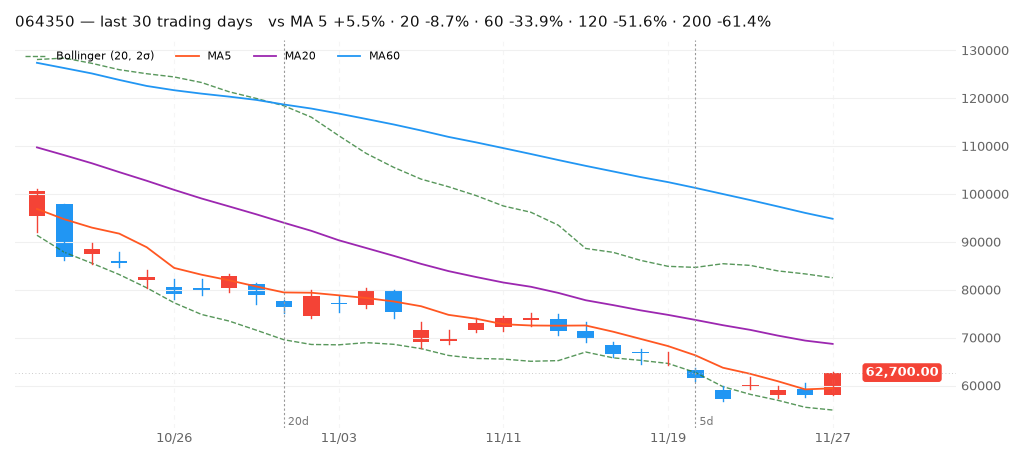 064350 — last 30 trading days vs MA 5 +5.5% · 20 -8.7% · 60 -33.9% · 120 -51.6% · 200 -61.4%
Bollinger (20, 2σ) MA5 MA20 MA60
130000
120000
110000
100000
90000
80000
70000
62,700.00
60000
20d 5d
10/26 11/03 11/11 11/19 11/27